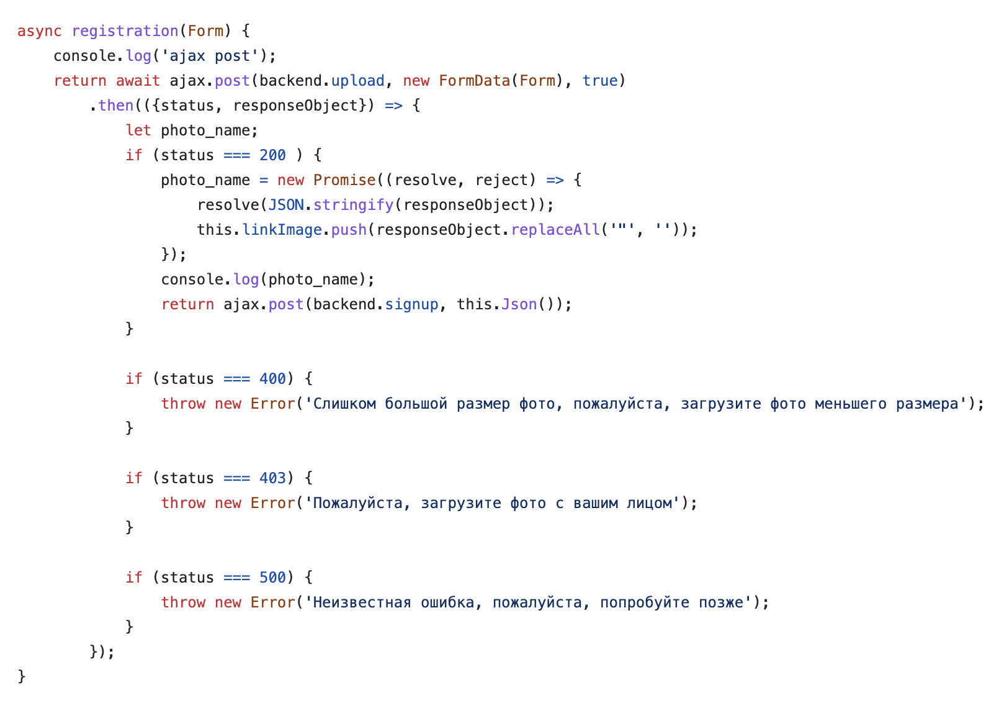 async registration(Form) {
    console.log('ajax post');
    return await ajax.post(backend.upload, new FormData(Form), true)
        .then(({status, responseObject}) => {
            let photo_name;
            if (status === 200 ) {
                photo_name = new Promise((resolve, reject) => {
                    resolve(JSON.stringify(responseObject));
                    this.linkImage.push(responseObject.replaceAll('"', ''));
                });
                console.log(photo_name);
                return ajax.post(backend.signup, this.Json());
            }

            if (status === 400) {
                throw new Error('Слишком большой размер фото, пожалуйста, загрузите фото меньшего размера');
            }

            if (status === 403) {
                throw new Error('Пожалуйста, загрузите фото с вашим лицом');
            }

            if (status === 500) {
                throw new Error('Неизвестная ошибка, пожалуйста, попробуйте позже');
            }
        });
}